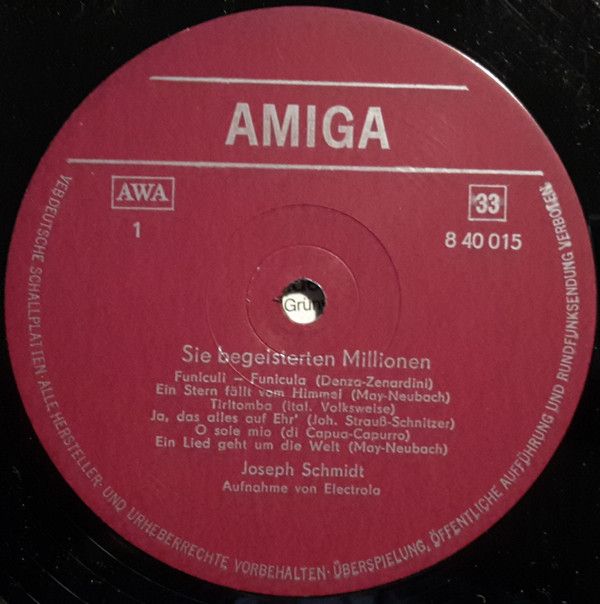 AMIGA
AWA
33
1
8 40 015
Grün
Sie begeisterten Millionen
Funiculi – Funicula (Denza-Zenardini)
Ein Stern fällt vom Himmel (May-Neubach)
Tiritomba (ital. Volksweise)
Ja, das alles auf Ehr' (Joh. Strauß-Schnitzer)
O sole mio (di Capua-Capurro)
Ein Lied geht um die Welt (May-Neubach)
Joseph Schmidt
Aufnahme von Electrola
VEB DEUTSCHE SCHALLPLATTEN · ALLE HERSTELLER- UND URHEBERRECHTE VORBEHALTEN · ÜBERSPIELUNG, ÖFFENTLICHE AUFFÜHRUNG UND RUNDFUNKSENDUNG VERBOTEN